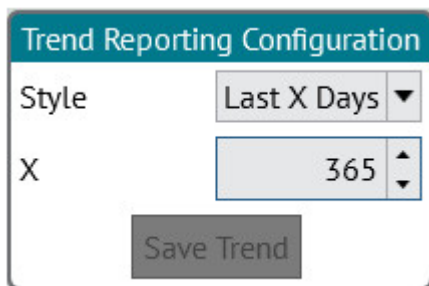 Trend Reporting Configuration
Style Last X Days
X 365
Save Trend